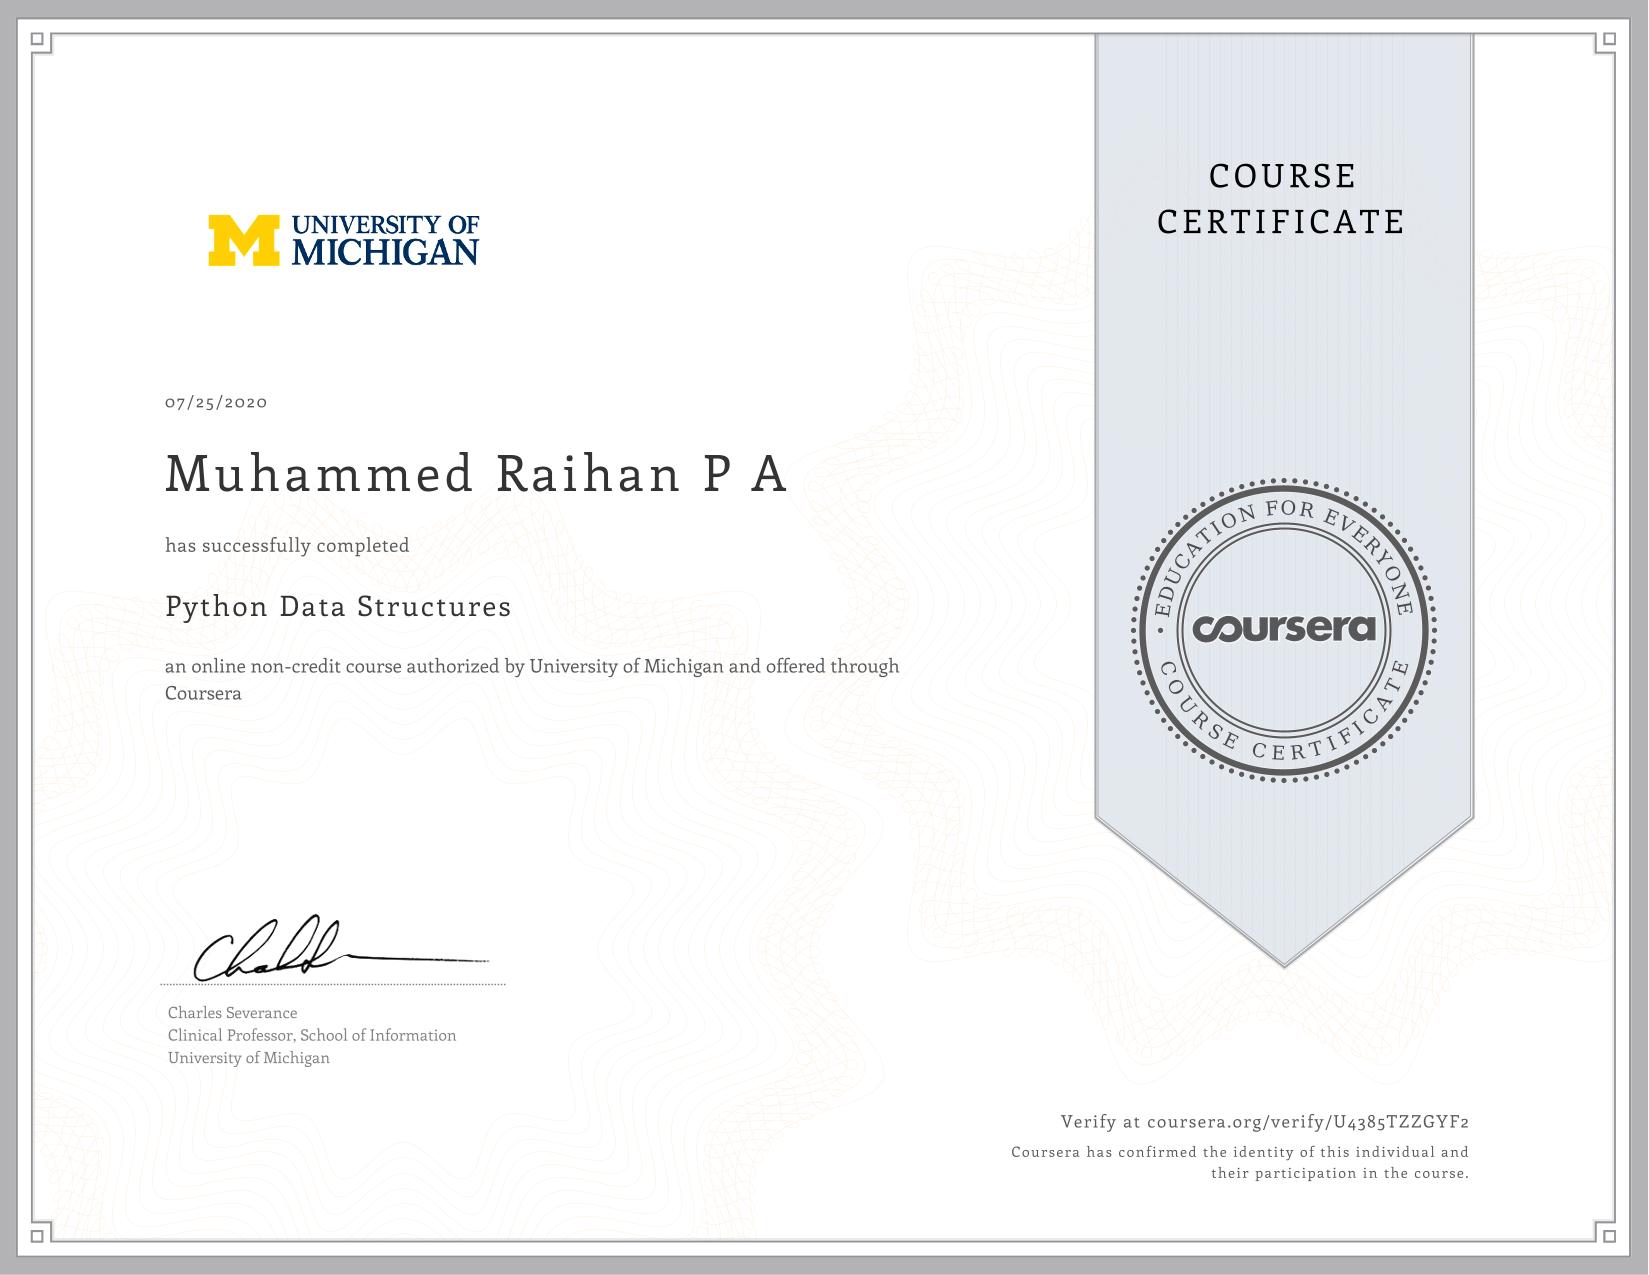 COURSE
CERTIFICATE
UNIVERSITY OF
MICHIGAN
07/25/2020
Muhammed Raihan P A
has successfully completed
Python Data Structures
an online non-credit course authorized by University of Michigan and offered through
Coursera
EDUCATION FOR EVERYONE
coursera
COURSE CERTIFICATE
Charles Severance
Clinical Professor, School of Information
University of Michigan
Verify at coursera.org/verify/U4385TZZGYF2
Coursera has confirmed the identity of this individual and
their participation in the course.